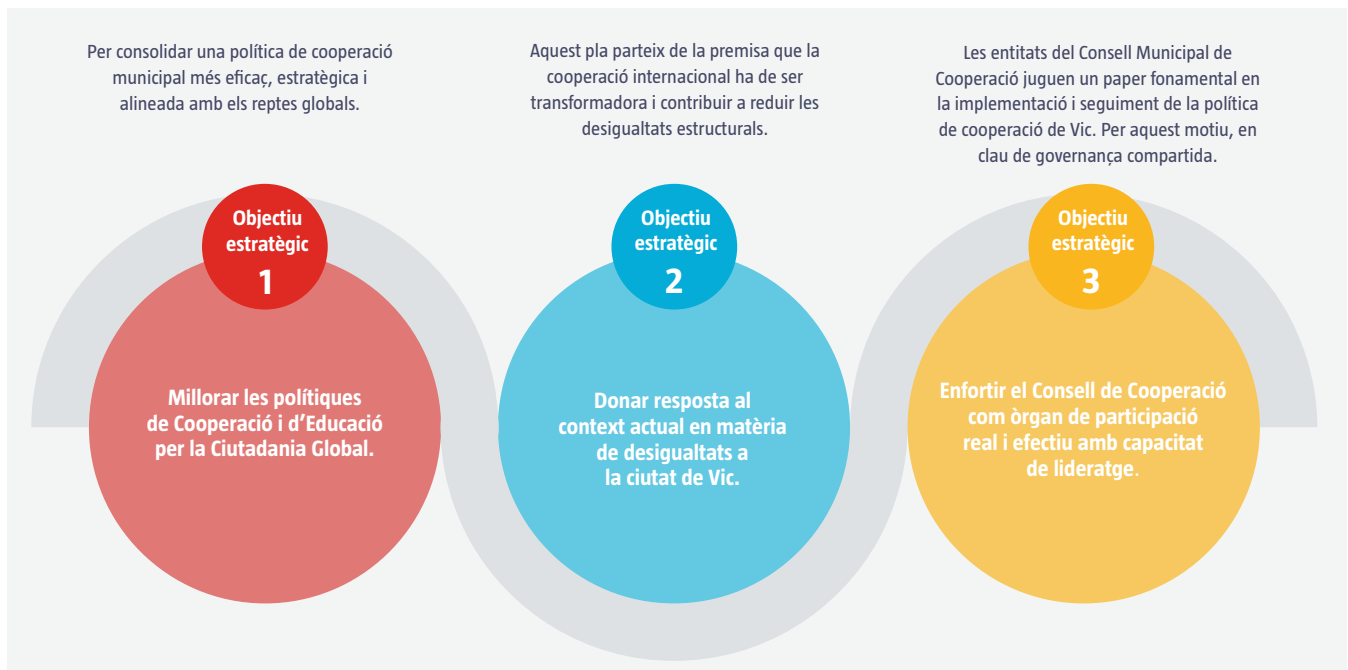 Per consolidar una política de cooperació
municipal més eficaç, estratègica i
alineada amb els reptes globals.
Objectiu
estratègic
1
Millorar les polítiques
de Cooperació i d’Educació
per la Ciutadania Global.
Aquest pla parteix de la premisa que la
cooperació internacional ha de ser
transformadora i contribuir a reduir les
desigualtats estructurals.
Objectiu
estratègic
2
Donar resposta al
context actual en matèria
de desigualtats a
la ciutat de Vic.
Les entitats del Consell Municipal de
Cooperació juguen un paper fonamental en
la implementació i seguiment de la política
de cooperació de Vic. Per aquest motiu, en
clau de governança compartida.
Objectiu
estratègic
3
Enfortir el Consell de Cooperació
com òrgan de participació
real i efectiu amb capacitat
de lideratge.